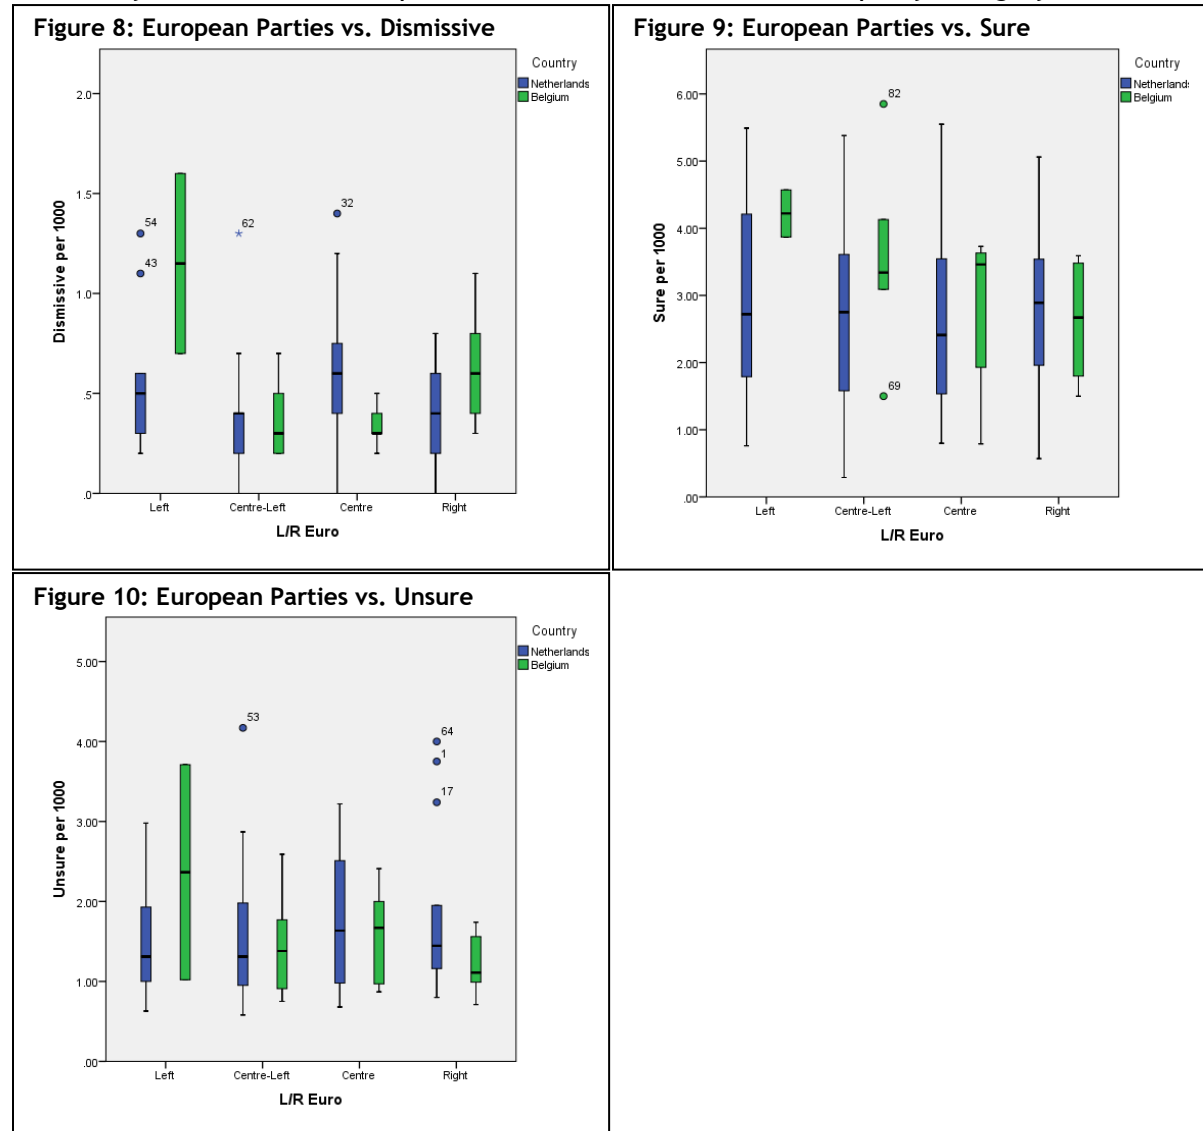 Figure 8: European Parties vs. Dismissive
Country
Netherlands
Belgium
2.0
1.5
1.0
.5
.0
Dismissive per 1000
54
43
62
32
Left Centre-Left Centre Right
L/R Euro
Figure 9: European Parties vs. Sure
Country
Netherlands
Belgium
6.00
5.00
4.00
3.00
2.00
1.00
.00
Sure per 1000
82
69
Left Centre-Left Centre Right
L/R Euro
Figure 10: European Parties vs. Unsure
Country
Netherlands
Belgium
5.00
4.00
3.00
2.00
1.00
.00
Unsure per 1000
53
64
1
17
Left Centre-Left Centre Right
L/R Euro